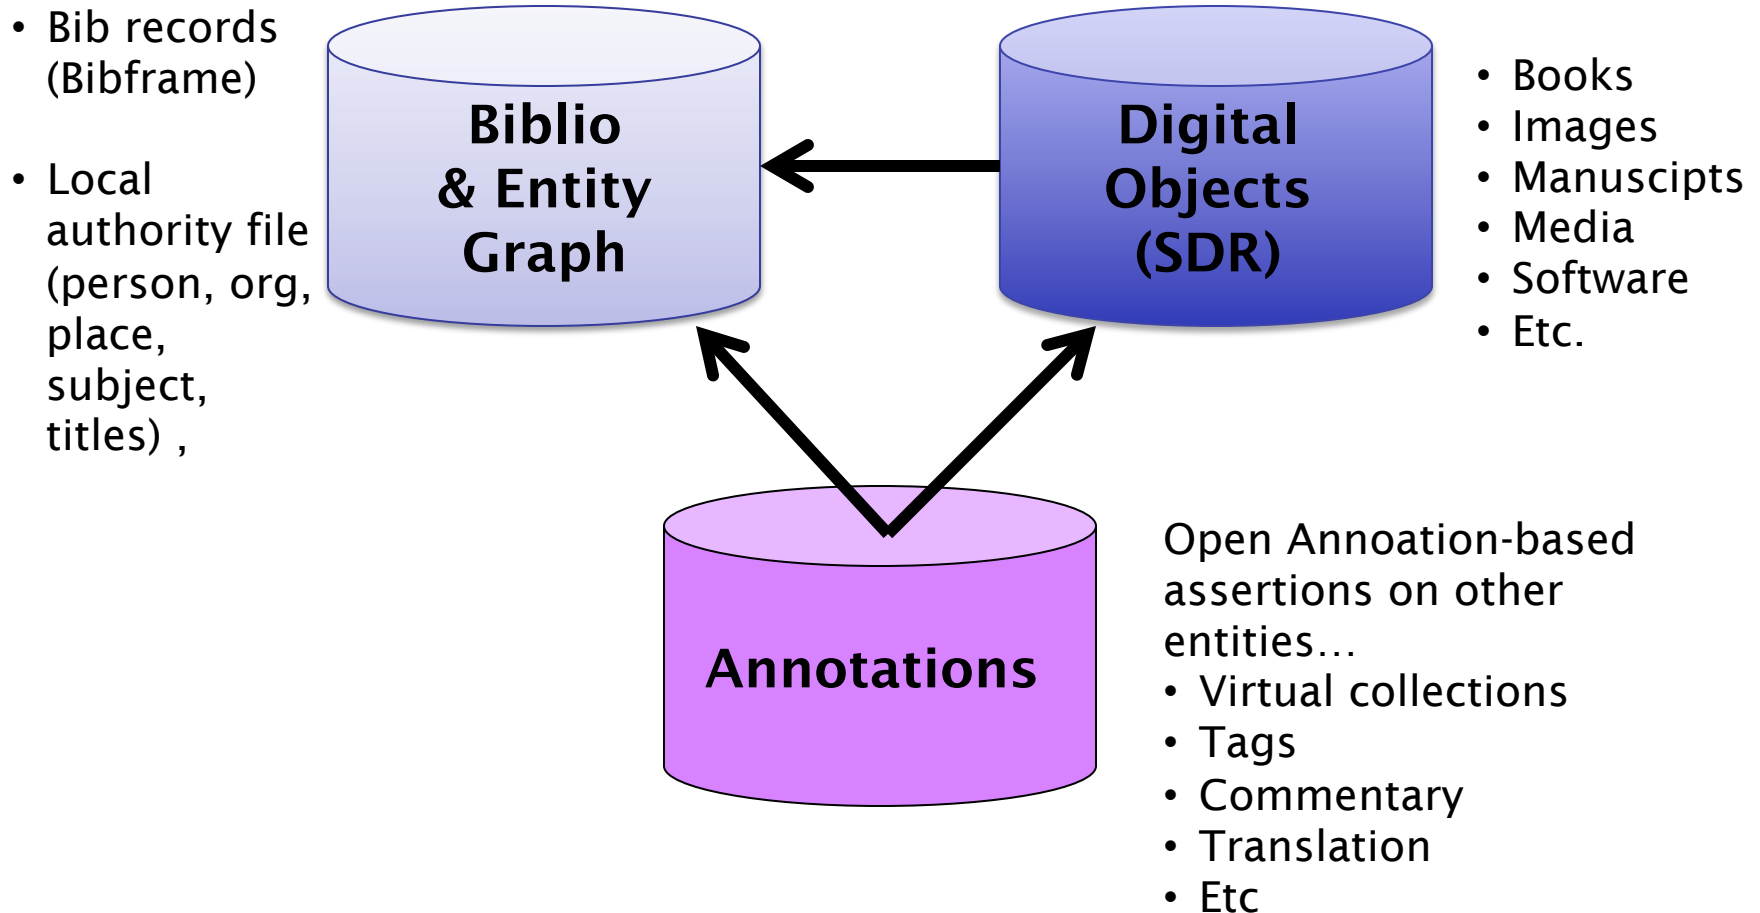 • Bib records
(Bibframe)
• Local
authority file
(person, org,
place,
subject,
titles) ,
Biblio
& Entity
Graph
Digital
Objects
(SDR)
• Books
• Images
• Manuscipts
• Media
• Software
• Etc.
Annotations
Open Annoation-based
assertions on other
entities…
• Virtual collections
• Tags
• Commentary
• Translation
• Etc